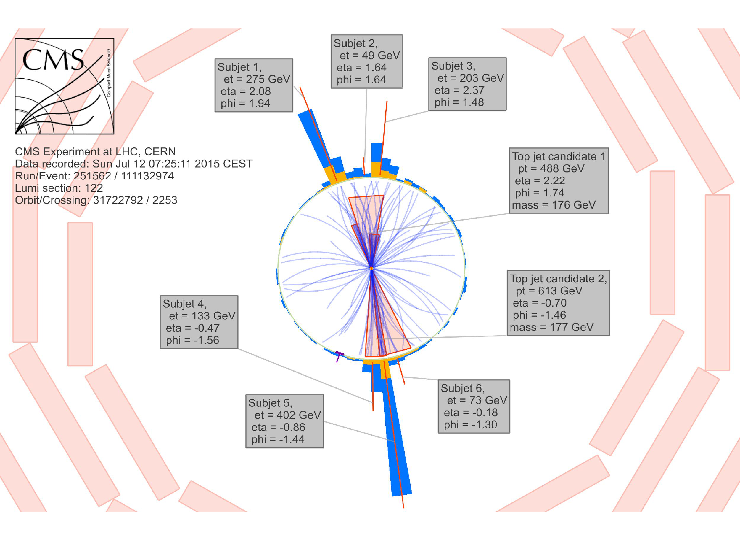 CMS
CMS Experiment at LHC, CERN
Data recorded: Sun Jul 12 07:25:11 2015 CEST
Run/Event: 251562 / 111132974
Lumi section: 122
Orbit/Crossing: 31722792 / 2253
Subjet 1,
et = 275 GeV
eta = 2.08
phi = 1.94
Subjet 2,
et = 49 GeV
eta = 1.64
phi = 1.64
Subjet 3,
et = 203 GeV
eta = 2.37
phi = 1.48
Top jet candidate 1
pt = 488 GeV
eta = 2.22
phi = 1.74
mass = 176 GeV
Top jet candidate 2,
pt = 613 GeV
eta = -0.70
phi = -1.46
mass = 177 GeV
Subjet 4,
et = 133 GeV
eta = -0.47
phi = -1.56
Subjet 5,
et = 402 GeV
eta = -0.86
phi = -1.44
Subjet 6,
et = 73 GeV
eta = -0.18
phi = -1.30